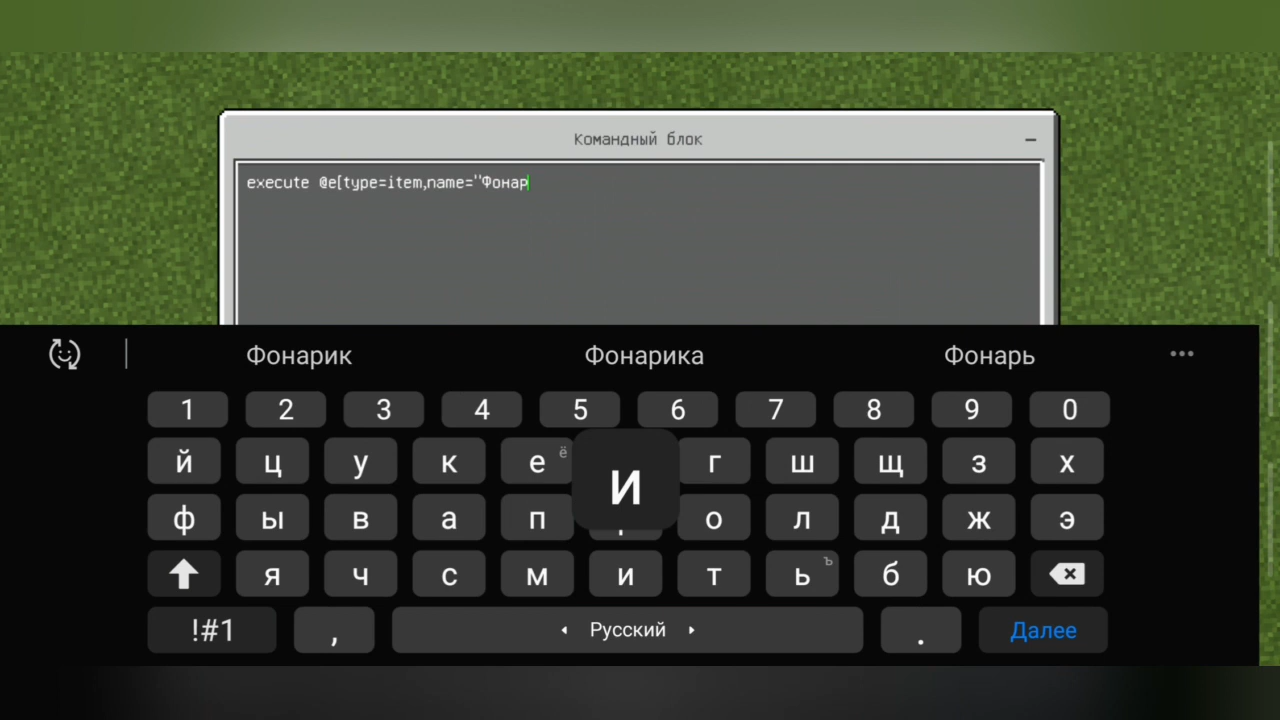 Командный блок
execute @e[type=item,name="Фонар
Фонарик Фонарика Фонарь
1 2 3 4 5 6 7 8 9 0
й ц у к е ё г ш щ з х
и
ф ы в а п о л д ж э
я ч с м и т ь ъ б ю
!#1 , Русский . Далее